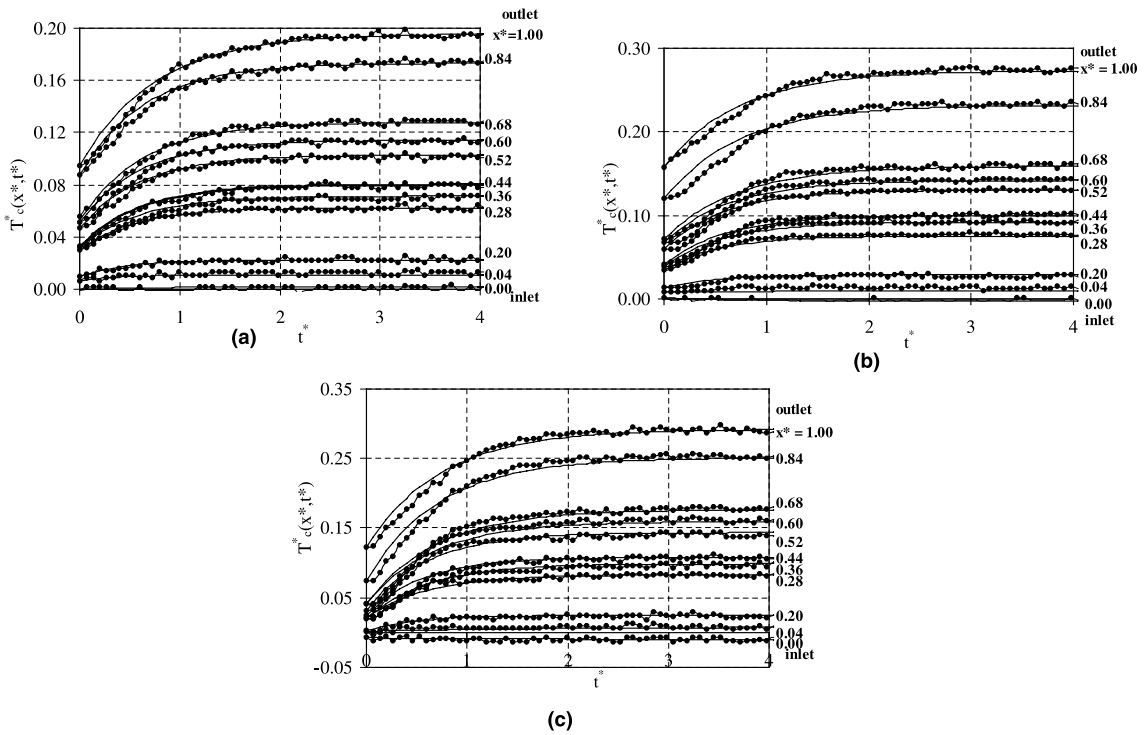 outlet
x*=1.00
0.84
0.68
0.60
0.52
0.44
0.36
0.28
0.20
0.04
0.00
inlet
0.20
0.16
0.12
0.08
0.04
0.00
T*c(x*,t*)
0 1 2 3 4
t*
(a)
outlet
x* = 1.00
0.84
0.68
0.60
0.52
0.44
0.36
0.28
0.20
0.04
0.00
inlet
0.30
0.20
0.10
0.00
T*c(x*,t*)
0 1 2 3 4
t*
(b)
outlet
x* = 1.00
0.84
0.68
0.60
0.52
0.44
0.36
0.28
0.20
0.04
0.00
inlet
0.35
0.25
0.15
0.05
-0.05
T*c(x*,t*)
0 1 2 3 4
t*
(c)